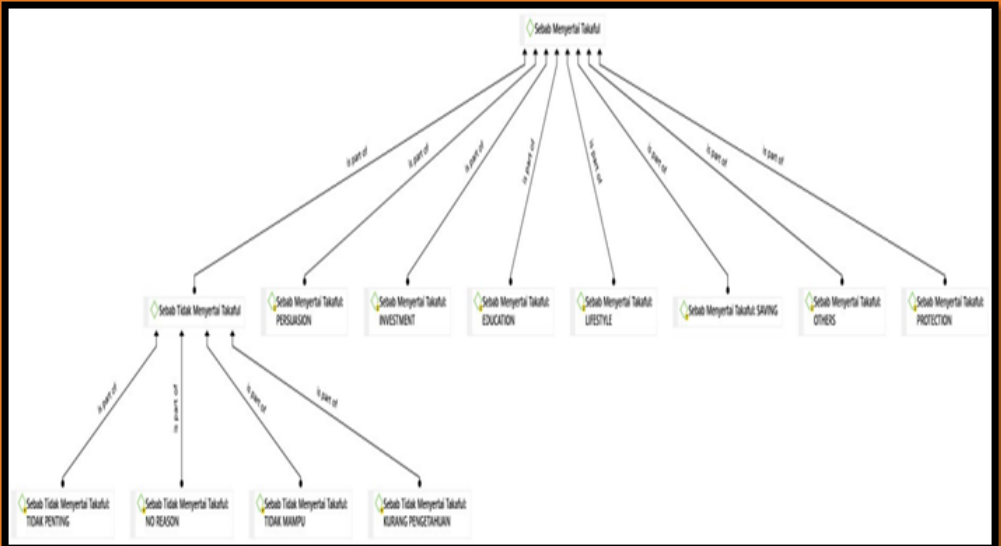 Sebab Menyertai Takaful
is part of
is part of
is part of
is part of
is part of
is part of
is part of
is part of
Sebab Tidak Menyertai Takaful
Sebab Menyertai Takaful:
PERSUASION
Sebab Menyertai Takaful:
INVESTMENT
Sebab Menyertai Takaful:
EDUCATION
Sebab Menyertai Takaful:
LIFESTYLE
Sebab Menyertai Takaful: SAVING
Sebab Menyertai Takaful:
OTHERS
Sebab Menyertai Takaful:
PROTECTION
is part of
is part of
is part of
is part of
Sebab Tidak Menyertai Takaful:
TIDAK PENTING
Sebab Tidak Menyertai Takaful:
NO REASON
Sebab Tidak Menyertai Takaful:
TIDAK MAMPU
Sebab Tidak Menyertai Takaful:
KURANG PENGETAHUAN